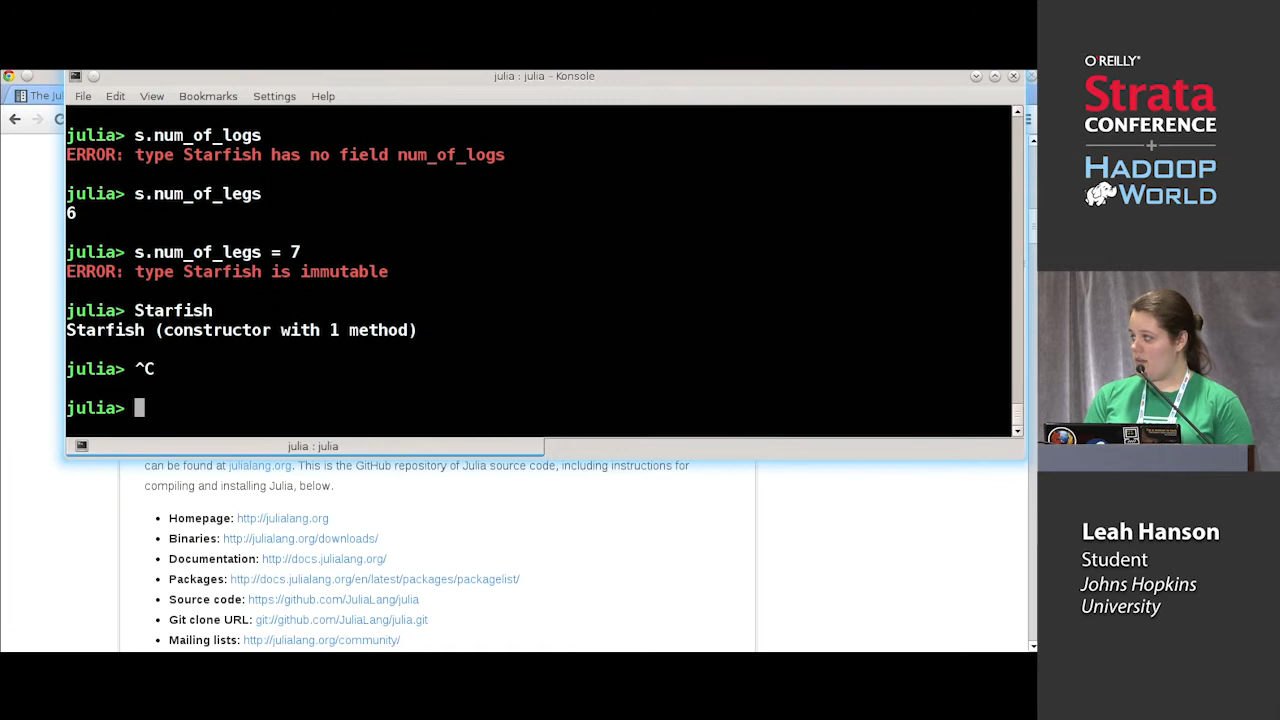 julia : julia – Konsole
The Ju
File Edit View Bookmarks Settings Help
julia> s.num_of_logs
ERROR: type Starfish has no field num_of_logs
julia> s.num_of_legs
6
julia> s.num_of_legs = 7
ERROR: type Starfish is immutable
julia> Starfish
Starfish (constructor with 1 method)
julia> ^C
julia>
julia : julia
can be found at julialang.org. This is the GitHub repository of Julia source code, including instructions for
compiling and installing Julia, below.
• Homepage: http://julialang.org
• Binaries: http://julialang.org/downloads/
• Documentation: http://docs.julialang.org/
• Packages: http://docs.julialang.org/en/latest/packages/packagelist/
• Source code: https://github.com/JuliaLang/julia
• Git clone URL: git://github.com/JuliaLang/julia.git
• Mailing lists: http://julialang.org/community/
O'REILLY®
Strata
CONFERENCE
+
HADOOP
WORLD
Leah Hanson
Student
Johns Hopkins
University